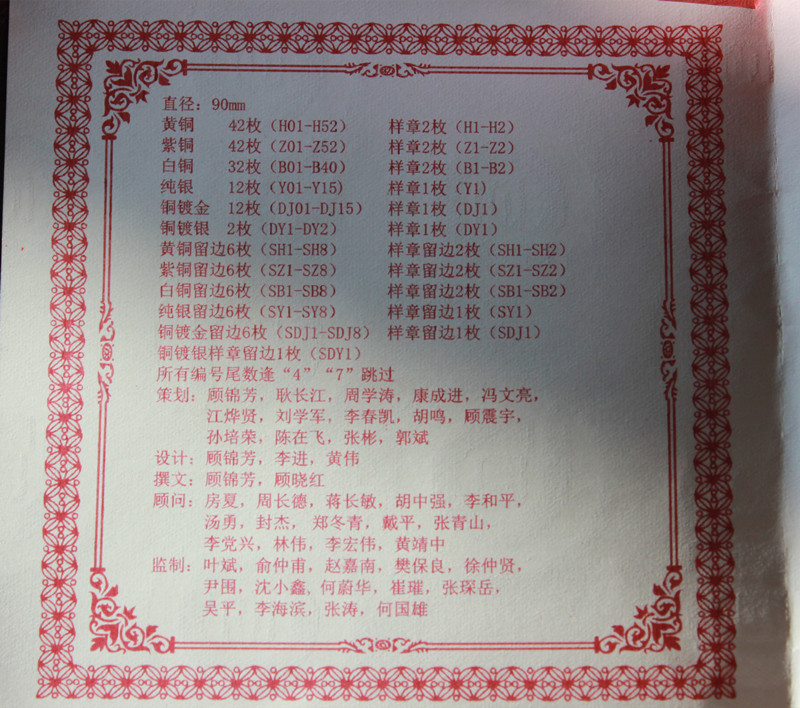 直径：90mm
黄铜 42枚（H01-H52） 样章2枚（H1-H2）
紫铜 42枚（Z01-Z52） 样章2枚（Z1-Z2）
白铜 32枚（B01-B40） 样章2枚（B1-B2）
纯银 12枚（Y01-Y15） 样章1枚（Y1）
铜镀金 12枚（DJ01-DJ15） 样章1枚（DJ1）
铜镀银 2枚（DY1-DY2） 样章1枚（DY1）
黄铜留边6枚（SH1-SH8） 样章留边2枚（SH1-SH2）
紫铜留边6枚（SZ1-SZ8） 样章留边2枚（SZ1-SZ2）
白铜留边6枚（SB1-SB8） 样章留边2枚（SB1-SB2）
纯银留边6枚（SY1-SY8） 样章留边1枚（SY1）
铜镀金留边6枚（SDJ1-SDJ8） 样章留边1枚（SDJ1）
铜镀银样章留边1枚（SDY1）
所有编号尾数逢“4”“7”跳过
策划：顾锦芳，耿长江，周学涛，康成进，冯文亮，
江烨贤，刘学军，李春凯，胡鸣，顾震宇，
孙培荣，陈在飞，张彬，郭斌
设计：顾锦芳，李进，黄伟
撰文：顾锦芳，顾晓红
顾问：房夏，周长德，蒋长敏，胡中强，李和平，
汤勇，封杰，郑冬青，戴平，张青山，
李党兴，林伟，李宏伟，黄靖中
监制：叶斌，俞仲甫，赵嘉南，樊保良，徐仲贤，
尹围，沈小鑫，何蔚华，崔璀，张琛岳，
吴平，李海滨，张涛，何国雄